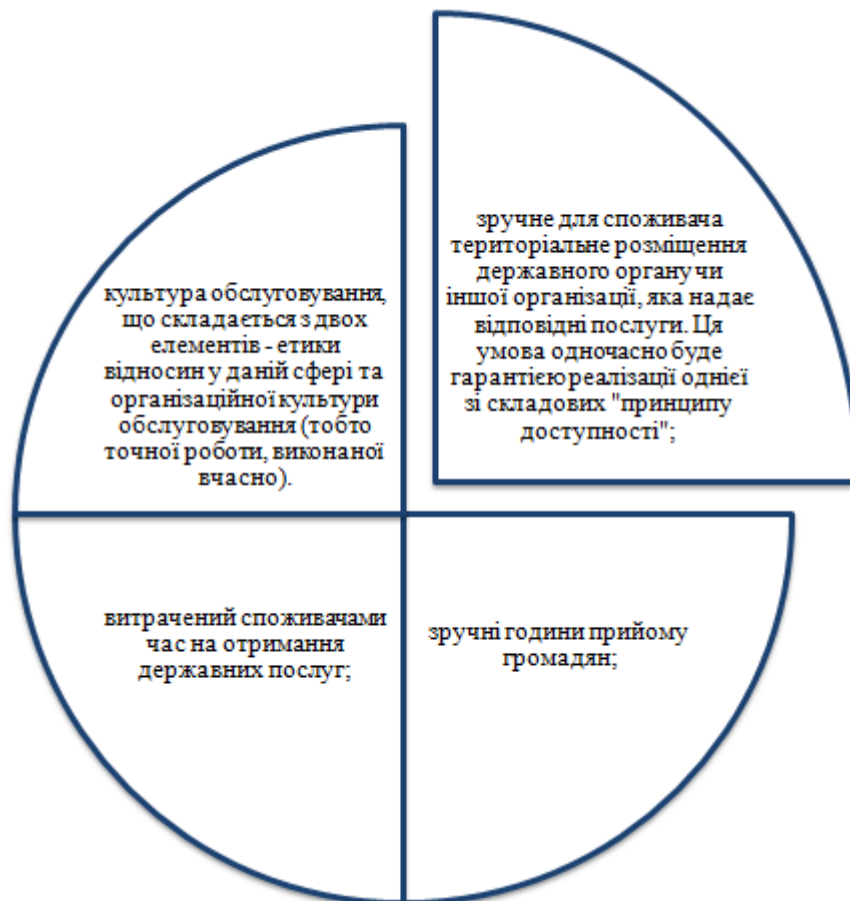 зручне для споживача
територіальне розміщення
державного органу чи
іншої організації, яка надає
відповідні послуги. Ця
умова одночасно буде
гарантією реалізації однієї
зі складових "принципу
доступності";
зручні години прийому
громадян;
витрачений споживачами
час на отримання
державних послуг;
культура обслуговування,
що складається з двох
елементів - етики
відносин у даній сфері та
організаційної культури
обслуговування (тобто
точної роботи, виконаної
вчасно).